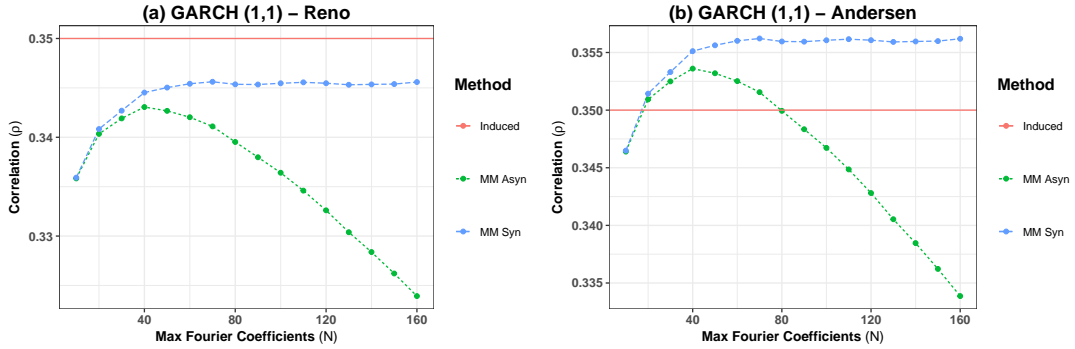 (a) GARCH (1,1) – Reno
0.35
0.34
0.33
Correlation (ρ)
40
80
120
160
Max Fourier Coefficients (N)
Method
Induced
MM Asyn
MM Syn
(b) GARCH (1,1) – Andersen
0.355
0.350
0.345
0.340
0.335
Correlation (ρ)
40
80
120
160
Max Fourier Coefficients (N)
Method
Induced
MM Asyn
MM Syn